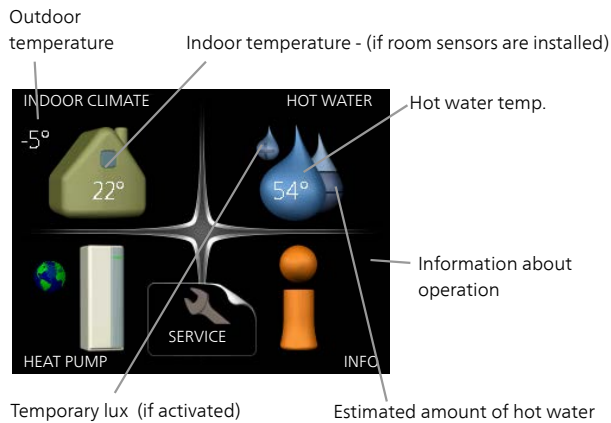 Outdoor
temperature
Indoor temperature - (if room sensors are installed)
INDOOR CLIMATE
HOT WATER
Hot water temp.
-5°
22°
54°
Information about
operation
SERVICE
HEAT PUMP
INFO
Temporary lux (if activated)
Estimated amount of hot water